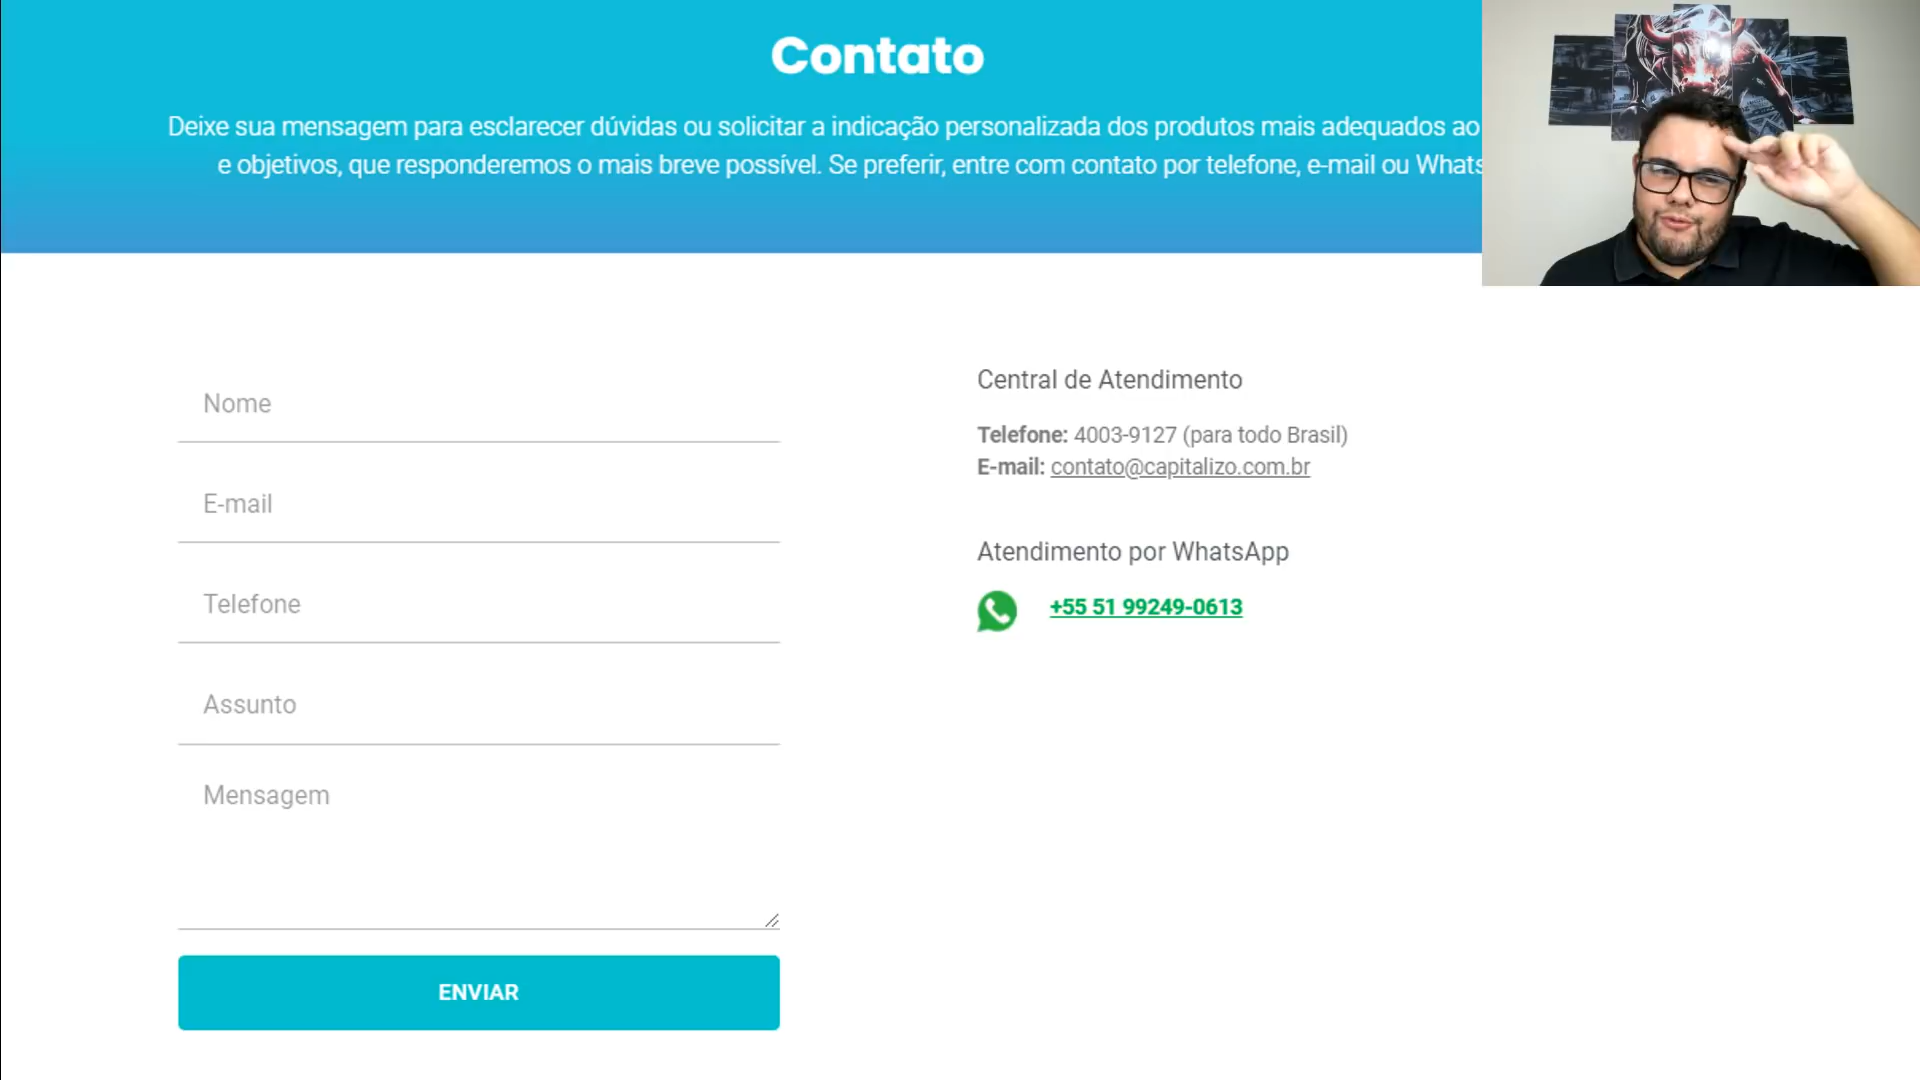 Contato
Deixe sua mensagem para esclarecer dúvidas ou solicitar a indicação personalizada dos produtos mais adequados ao
e objetivos, que responderemos o mais breve possível. Se preferir, entre com contato por telefone, e-mail ou Whats
Nome
E-mail
Telefone
Assunto
Mensagem
ENVIAR
Central de Atendimento
Telefone: 4003-9127 (para todo Brasil)
E-mail: contato@capitalizo.com.br
Atendimento por WhatsApp
+55 51 99249-0613